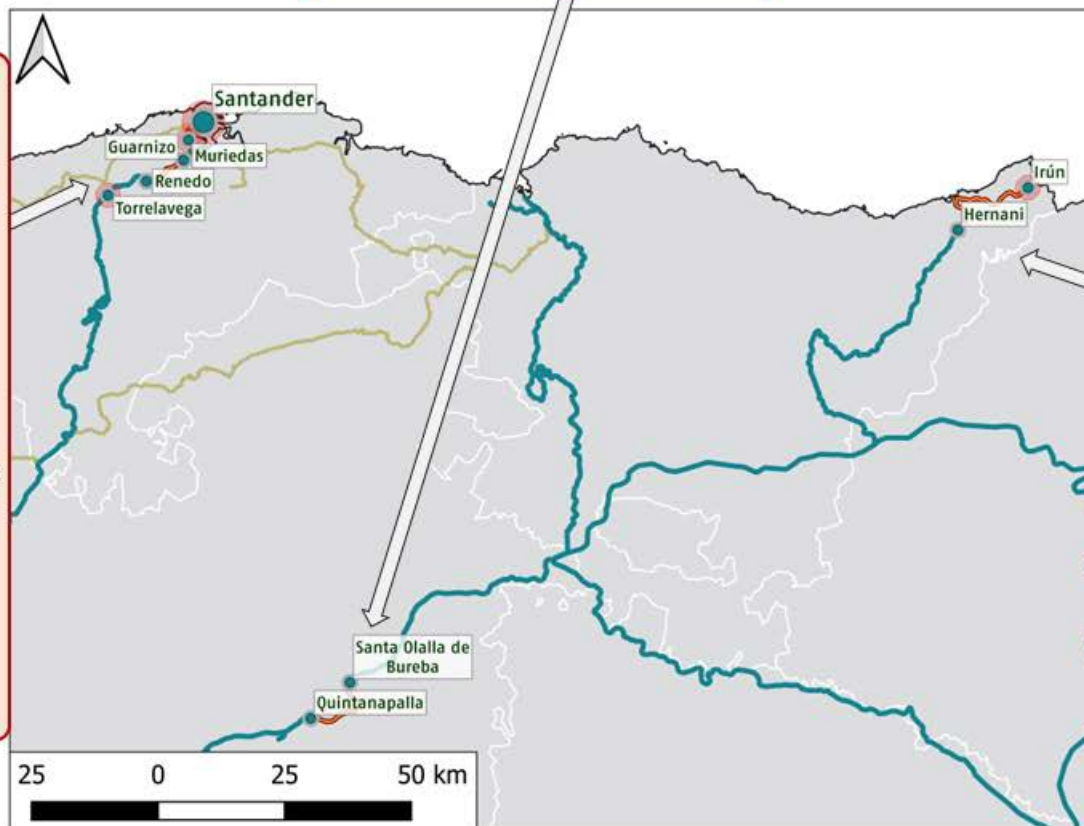 Santander
Guarnizo
Muriedas
Renedo
Torrelavega
Irún
Hernani
Santa Olalla de
Bureba
Quintanapalla
25 0 25 50 km